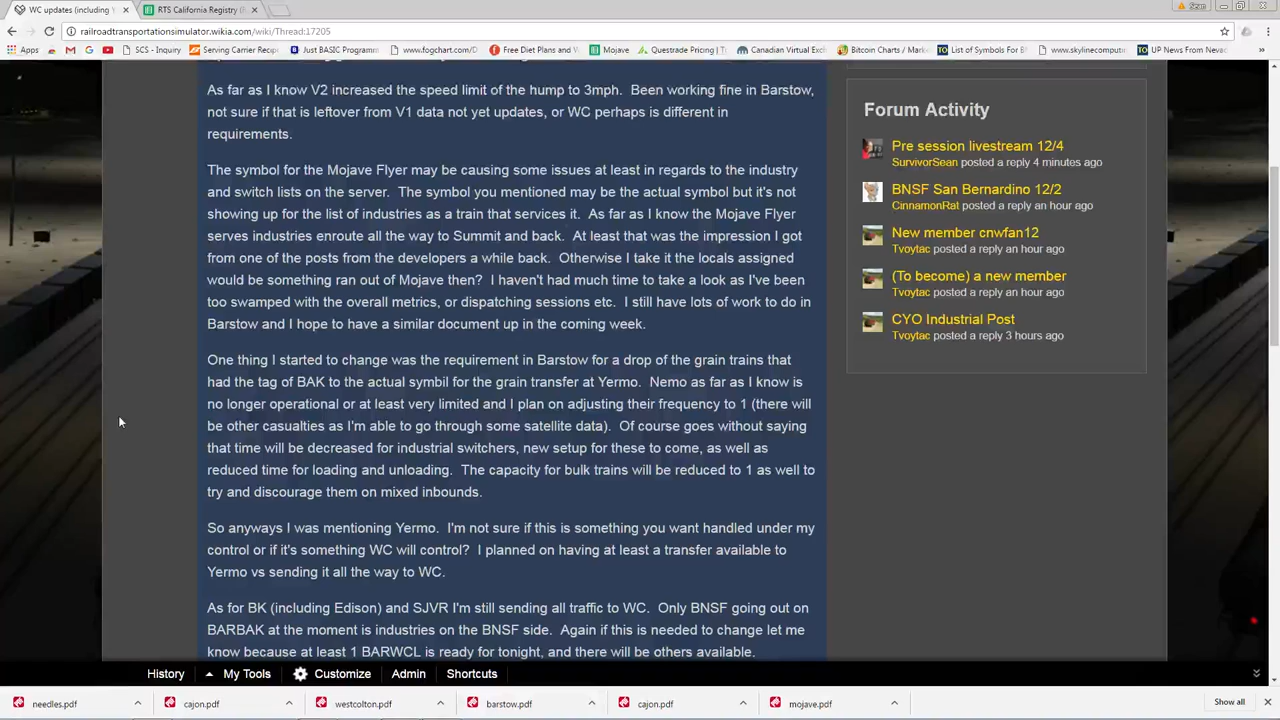 WC updates (including
RTS California Registry (R
Sean
railroadtransportationsimulator.wikia.com/wiki/Thread:17205
Apps
SCS - Inquiry
Serving Carrier Recip
Just BASIC Programm
www.fogchart.com/D
Free Diet Plans and W
Mojave
Questrade Pricing |
Canadian Virtual Exc
Bitcoin Charts / Mark
List of Symbols For B
www.skylinecomputin
UP News From Neva
As far as I know V2 increased the speed limit of the hump to 3mph. Been working fine in Barstow,
not sure if that is leftover from V1 data not yet updates, or WC perhaps is different in
requirements.
The symbol for the Mojave Flyer may be causing some issues at least in regards to the industry
and switch lists on the server. The symbol you mentioned may be the actual symbol but it's not
showing up for the list of industries as a train that services it. As far as I know the Mojave Flyer
serves industries enroute all the way to Summit and back. At least that was the impression I got
from one of the posts from the developers a while back. Otherwise I take it the locals assigned
would be something ran out of Mojave then? I haven't had much time to take a look as I've been
too swamped with the overall metrics, or dispatching sessions etc. I still have lots of work to do in
Barstow and I hope to have a similar document up in the coming week.
One thing I started to change was the requirement in Barstow for a drop of the grain trains that
had the tag of BAK to the actual symbil for the grain transfer at Yermo. Nemo as far as I know is
no longer operational or at least very limited and I plan on adjusting their frequency to 1 (there will
be other casualties as I'm able to go through some satellite data). Of course goes without saying
that time will be decreased for industrial switchers, new setup for these to come, as well as
reduced time for loading and unloading. The capacity for bulk trains will be reduced to 1 as well to
try and discourage them on mixed inbounds.
So anyways I was mentioning Yermo. I'm not sure if this is something you want handled under my
control or if it's something WC will control? I planned on having at least a transfer available to
Yermo vs sending it all the way to WC.
As for BK (including Edison) and SJVR I'm still sending all traffic to WC. Only BNSF going out on
BARBAK at the moment is industries on the BNSF side. Again if this is needed to change let me
know because at least 1 BARWCL is ready for tonight, and there will be others available.
Forum Activity
Pre session livestream 12/4
SurvivorSean posted a reply 4 minutes ago
BNSF San Bernardino 12/2
CinnamonRat posted a reply an hour ago
New member cnwfan12
Tvoytac posted a reply an hour ago
(To become) a new member
Tvoytac posted a reply an hour ago
CYO Industrial Post
Tvoytac posted a reply 3 hours ago
History
My Tools
Customize
Admin
Shortcuts
needles.pdf
cajon.pdf
westcolton.pdf
barstow.pdf
cajon.pdf
mojave.pdf
Show all